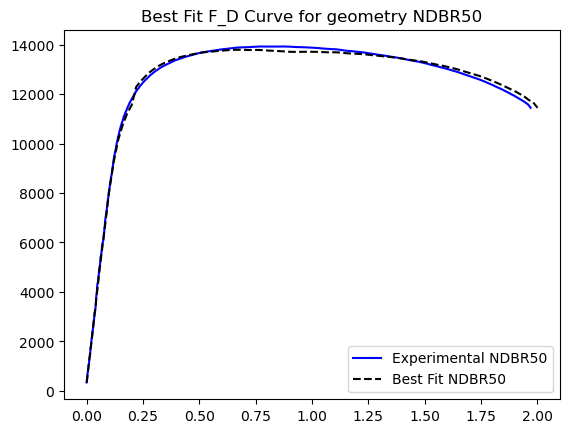 Best Fit F_D Curve for geometry NDBR50
14000
12000
10000
8000
6000
4000
2000
0
0.00 0.25 0.50 0.75 1.00 1.25 1.50 1.75 2.00
Experimental NDBR50
Best Fit NDBR50